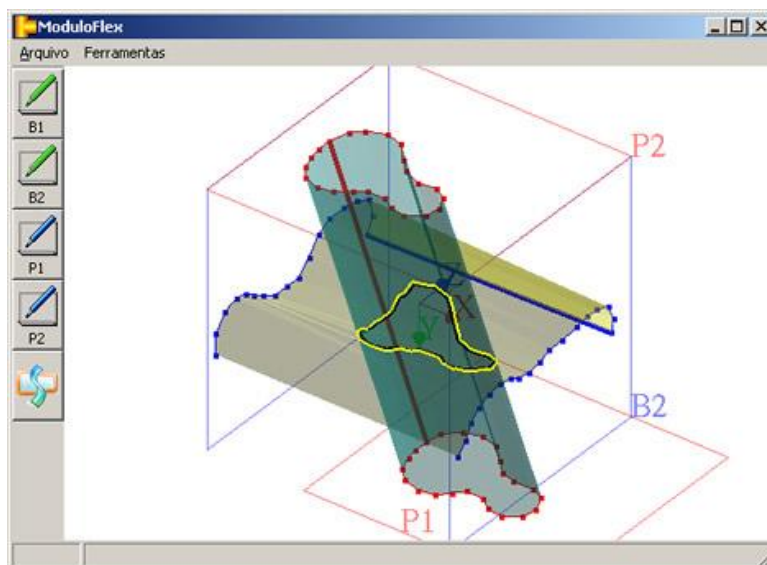 ModuloFlex
Arquivo Ferramentas
B1
B2
P1
P2
P2
B2
P1
Z
X
Y